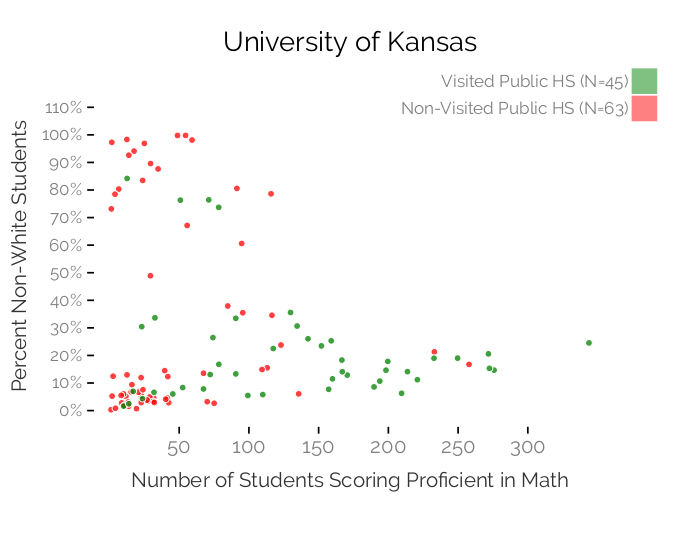 University of Kansas
Visited Public HS (N=45)
Non-Visited Public HS (N=63)
Percent Non-White Students
110%
100%
90%
80%
70%
60%
50%
40%
30%
20%
10%
0%
50 100 150 200 250 300
Number of Students Scoring Proficient in Math